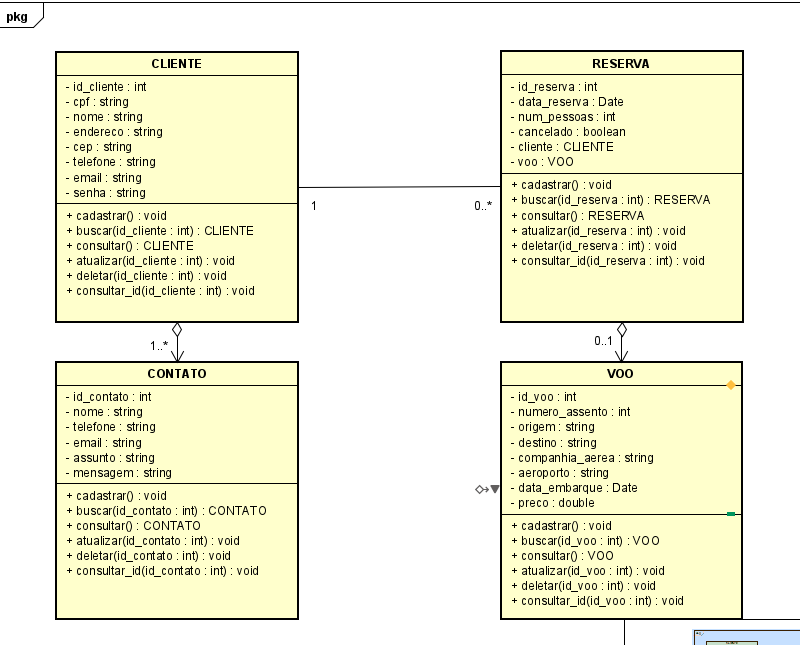 pkg
CLIENTE
- id_cliente : int
- cpf : string
- nome : string
- endereco : string
- cep : string
- telefone : string
- email : string
- senha : string
+ cadastrar() : void
+ buscar(id_cliente : int) : CLIENTE
+ consultar() : CLIENTE
+ atualizar(id_cliente : int) : void
+ deletar(id_cliente : int) : void
+ consultar_id(id_cliente : int) : void
RESERVA
- id_reserva : int
- data_reserva : Date
- num_pessoas : int
- cancelado : boolean
- cliente : CLIENTE
- voo : VOO
+ cadastrar() : void
+ buscar(id_reserva : int) : RESERVA
+ consultar() : RESERVA
+ atualizar(id_reserva : int) : void
+ deletar(id_reserva : int) : void
+ consultar_id(id_reserva : int) : void
1
0..*
1..*
0..1
CONTATO
- id_contato : int
- nome : string
- telefone : string
- email : string
- assunto : string
- mensagem : string
+ cadastrar() : void
+ buscar(id_contato : int) : CONTATO
+ consultar() : CONTATO
+ atualizar(id_contato : int) : void
+ deletar(id_contato : int) : void
+ consultar_id(id_contato : int) : void
VOO
- id_voo : int
- numero_assento : int
- origem : string
- destino : string
- companhia_aerea : string
- aeroporto : string
- data_embarque : Date
- preco : double
+ cadastrar() : void
+ buscar(id_voo : int) : VOO
+ consultar() : VOO
+ atualizar(id_voo : int) : void
+ deletar(id_voo : int) : void
+ consultar_id(id_voo : int) : void